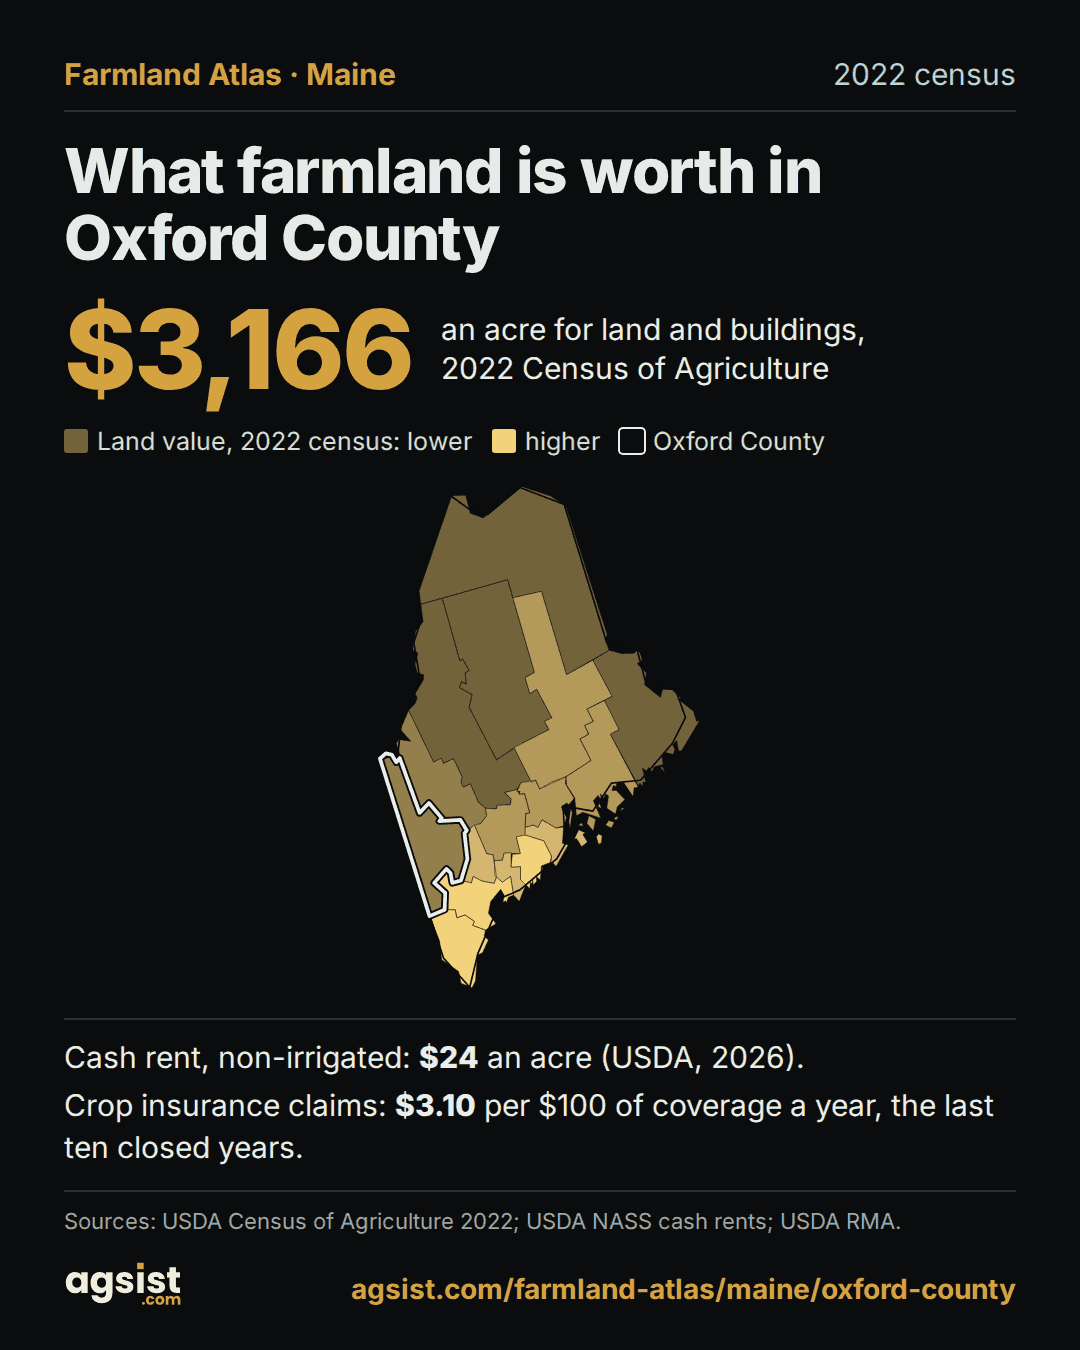 Farmland Atlas · Maine
2022 census
What farmland is worth in
Oxford County
$3,166
an acre for land and buildings,
2022 Census of Agriculture
Land value, 2022 census: lower
higher
Oxford County
Cash rent, non-irrigated: $24 an acre (USDA, 2026).
Crop insurance claims: $3.10 per $100 of coverage a year, the last
ten closed years.
Sources: USDA Census of Agriculture 2022; USDA NASS cash rents; USDA RMA.
agsist
.com
agsist.com/farmland-atlas/maine/oxford-county